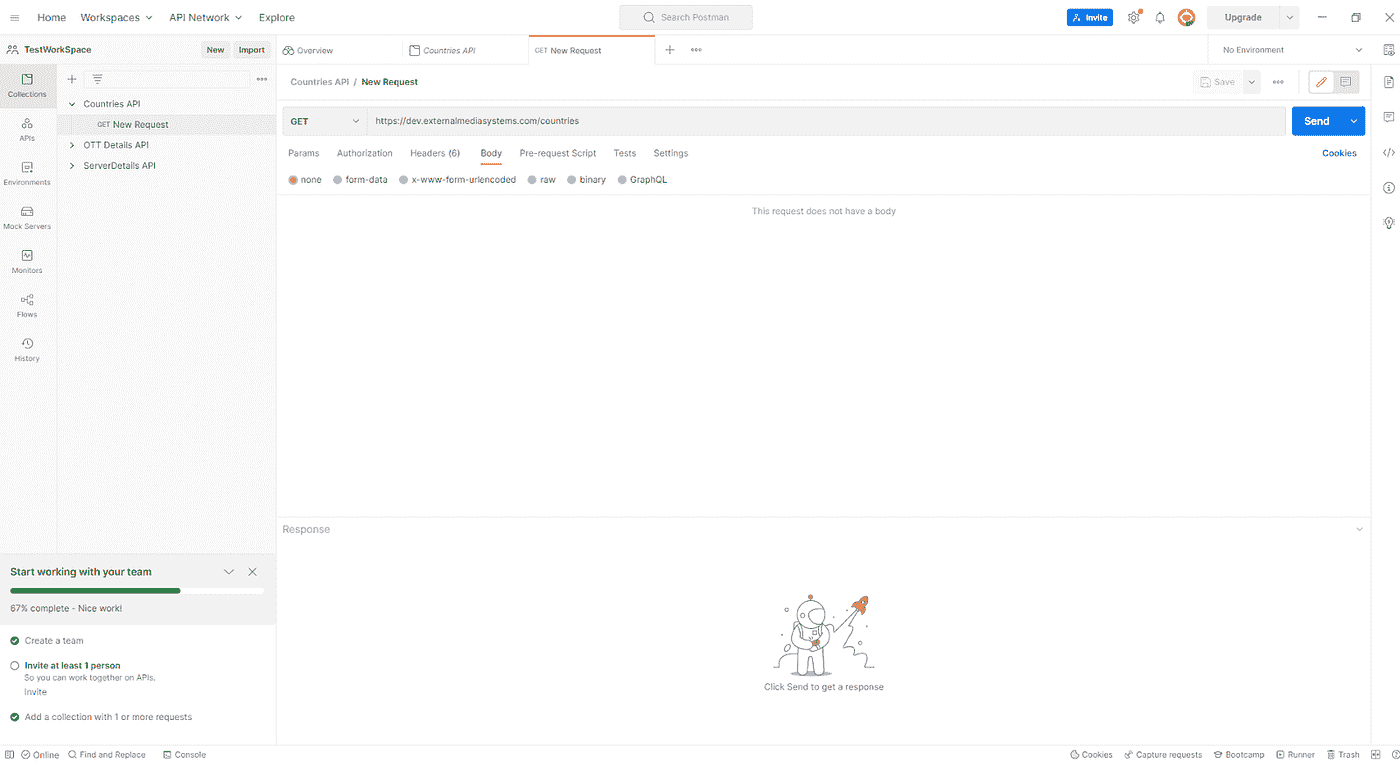 Home Workspaces API Network Explore Search Postman Invite Upgrade
TestWorkSpace New Import Overview Countries API GET New Request No Environment
Collections
APIs
Environments
Mock Servers
Monitors
Flows
History
Countries API
GET New Request
OTT Details API
ServerDetails API
Countries API / New Request Save
GET https://dev.externalmediasystems.com/countries Send
Params Authorization Headers (6) Body Pre-request Script Tests Settings Cookies
none form-data x-www-form-urlencoded raw binary GraphQL
This request does not have a body
Response
Click Send to get a response
Start working with your team
67% complete - Nice work!
Create a team
Invite at least 1 person
So you can work together on APIs.
Invite
Add a collection with 1 or more requests
Online Find and Replace Console Cookies Capture requests Bootcamp Runner Trash